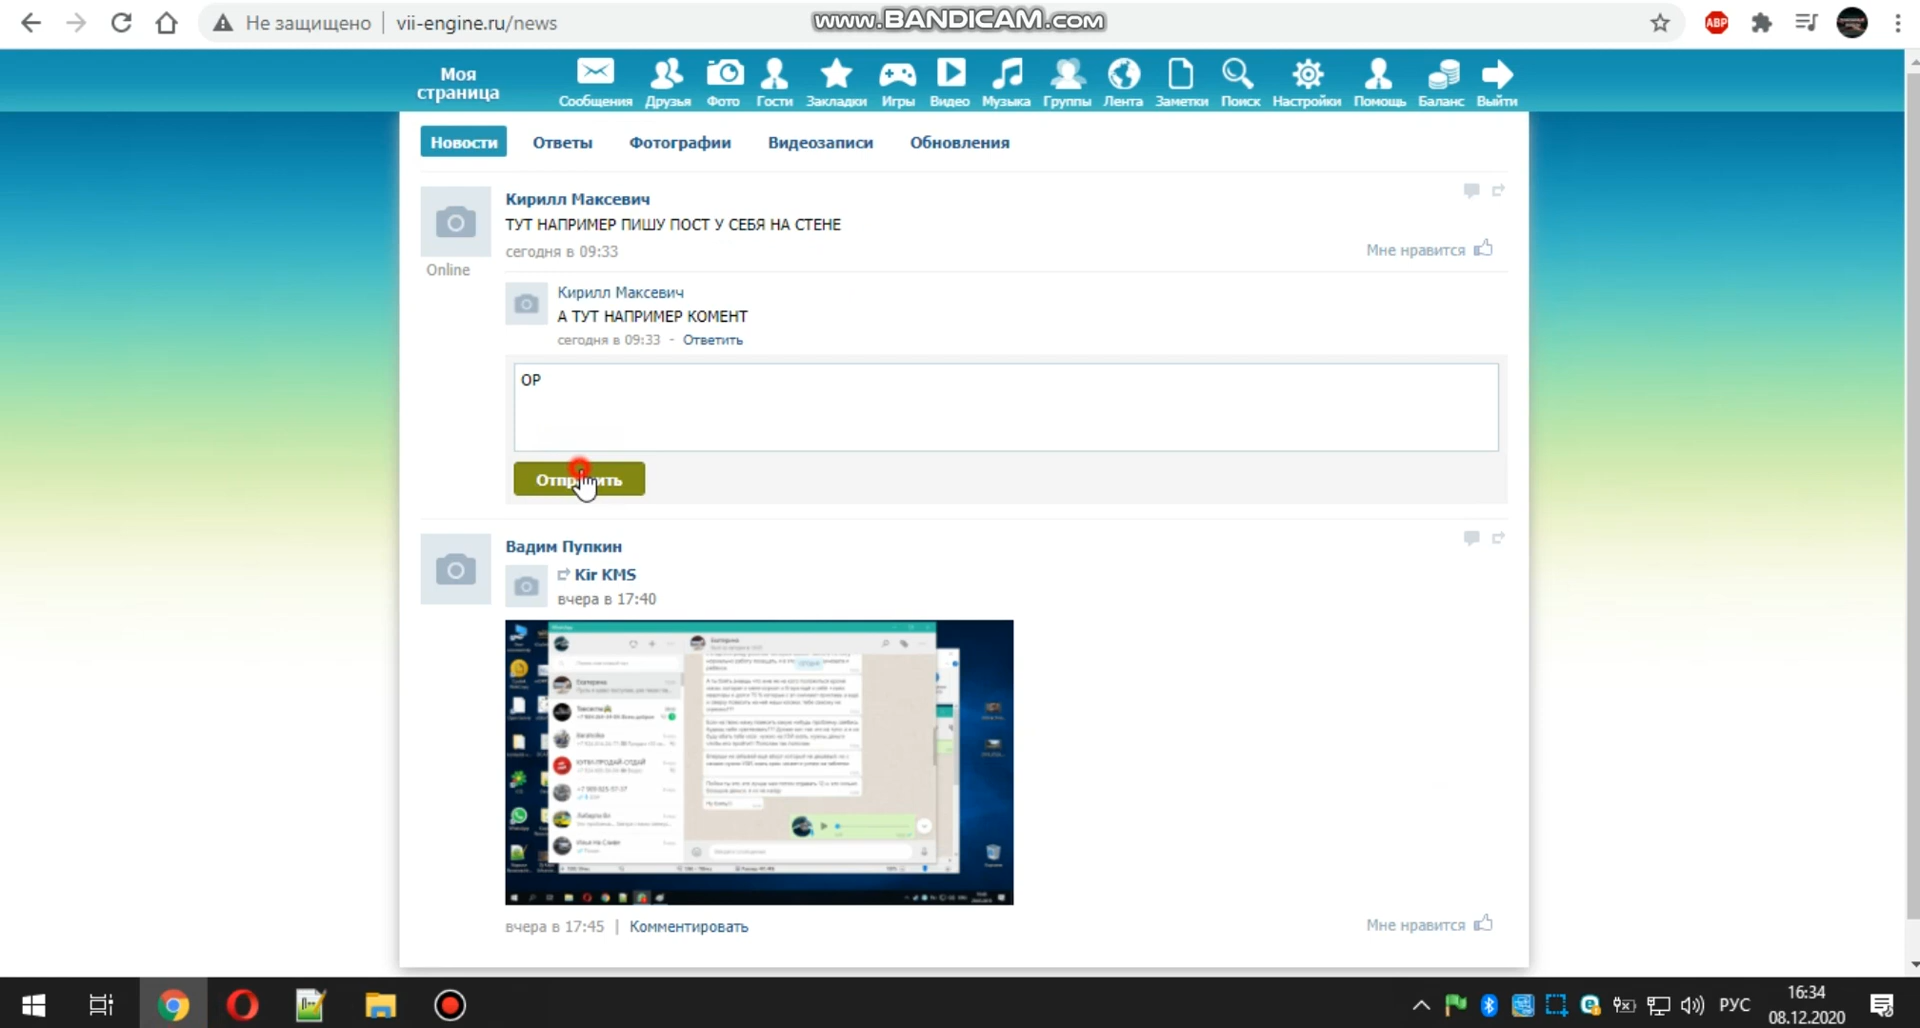 Не защищено | vii-engine.ru/news
www.BANDICAM.com
ABP
Моя
страница
Сообщения Друзья Фото Гости Закладки Игры Видео Музыка Группы Лента Заметки Поиск Настройки Помощь Баланс Выйти
Новости Ответы Фотографии Видеозаписи Обновления
Кирилл Максевич
ТУТ НАПРИМЕР ПИШУ ПОСТ У СЕБЯ НА СТЕНЕ
сегодня в 09:33 Мне нравится
Online
Кирилл Максевич
А ТУТ НАПРИМЕР КОМЕНТ
сегодня в 09:33 - Ответить
ОР
Отправить
Вадим Пупкин
Kir KMS
вчера в 17:40
вчера в 17:45 | Комментировать Мне нравится
РУС
16:34
08.12.2020